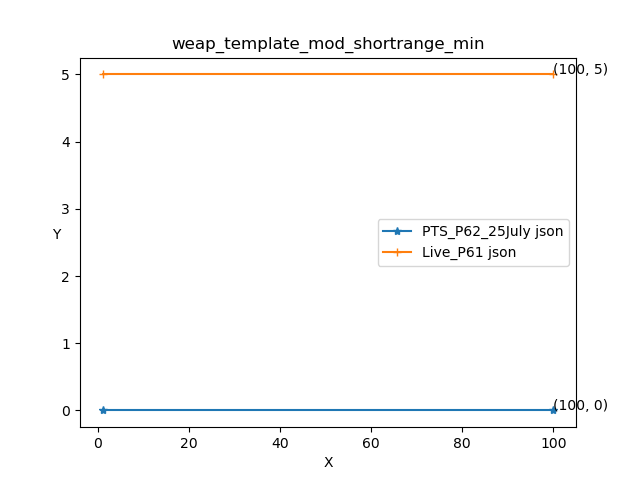 weap_template_mod_shortrange_min
(100, 5)
5
4
3
Y
2
1
0
PTS_P62_25July json
Live_P61 json
(100, 0)
0
20
40
60
80
100
X